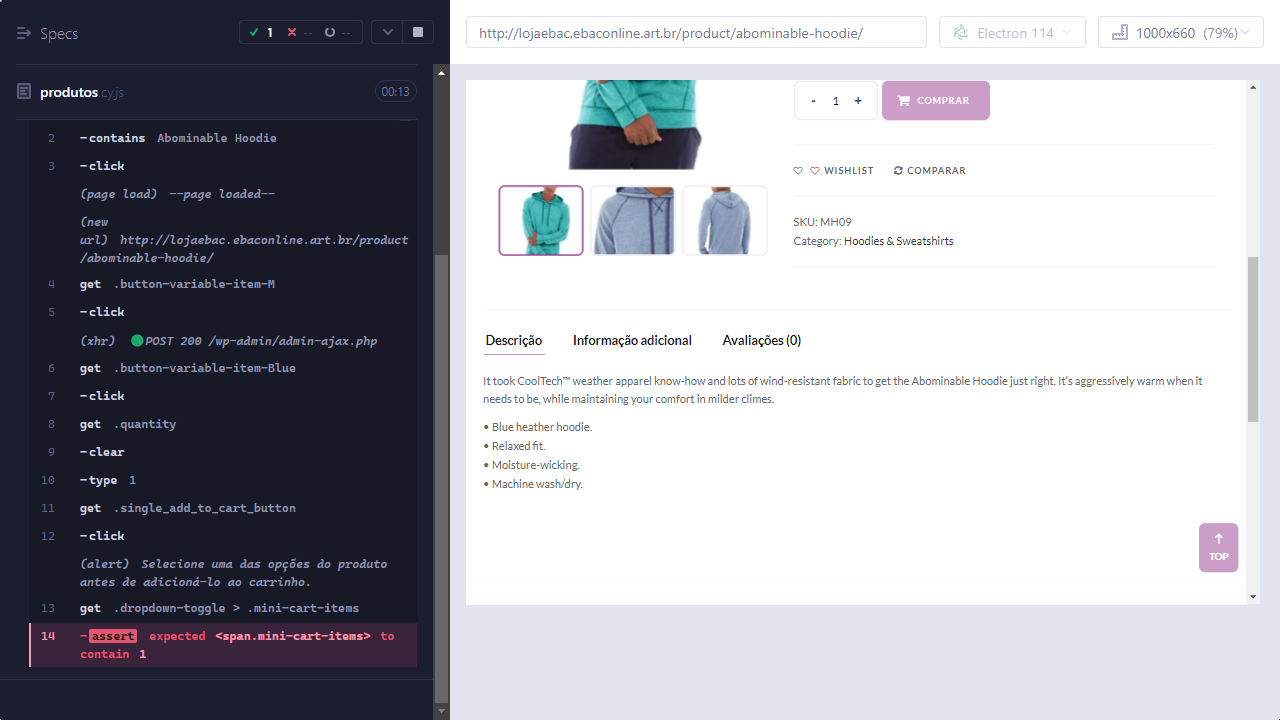 Specs
1
--
--
produtos.cy.js
00:13
2 -contains Abominable Hoodie
3 -click
(page load) --page loaded--
(new
url) http://lojaebac.ebaconline.art.br/product
/abominable-hoodie/
4 get .button-variable-item-M
5 -click
(xhr) POST 200 /wp-admin/admin-ajax.php
6 get .button-variable-item-Blue
7 -click
8 get .quantity
9 -clear
10 -type 1
11 get .single_add_to_cart_button
12 -click
(alert) Selecione uma das opções do produto
antes de adicioná-lo ao carrinho.
13 get .dropdown-toggle > .mini-cart-items
14 -assert expected <span.mini-cart-items> to
contain 1
http://lojaebac.ebaconline.art.br/product/abominable-hoodie/
Electron 114
1000x660 (79%)
- 1 +
COMPRAR
WISHLIST
COMPARAR
SKU: MH09
Category: Hoodies & Sweatshirts
Descrição
Informação adicional
Avaliações (0)
It took CoolTech™ weather apparel know-how and lots of wind-resistant fabric to get the Abominable Hoodie just right. It's aggressively warm when it
needs to be, while maintaining your comfort in milder climes.
• Blue heather hoodie.
• Relaxed fit.
• Moisture-wicking.
• Machine wash/dry.
TOP